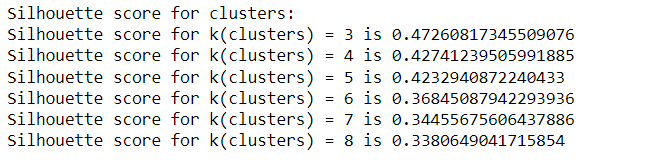 Silhouette score for clusters:
Silhouette score for k(clusters) = 3 is 0.47260817345509076
Silhouette score for k(clusters) = 4 is 0.42741239505991885
Silhouette score for k(clusters) = 5 is 0.4232940872240433
Silhouette score for k(clusters) = 6 is 0.36845087942293936
Silhouette score for k(clusters) = 7 is 0.34455675606437886
Silhouette score for k(clusters) = 8 is 0.3380649041715854